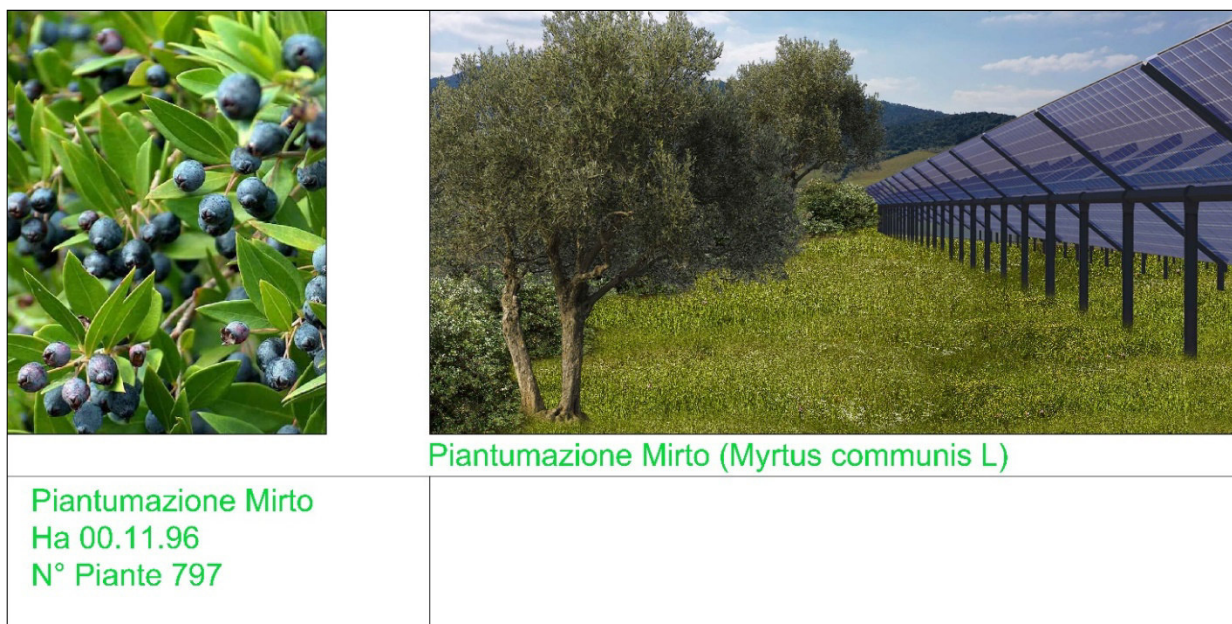 Piantumazione Mirto (Myrtus communis L)
Piantumazione Mirto
Ha 00.11.96
N° Piante 797